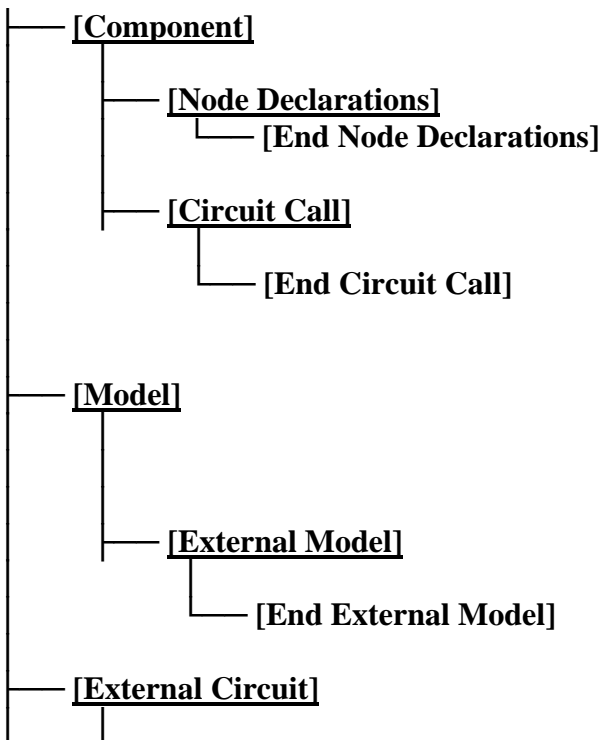 [Component]
[Node Declarations]
[End Node Declarations]
[Circuit Call]
[End Circuit Call]
[Model]
[External Model]
[End External Model]
[External Circuit]